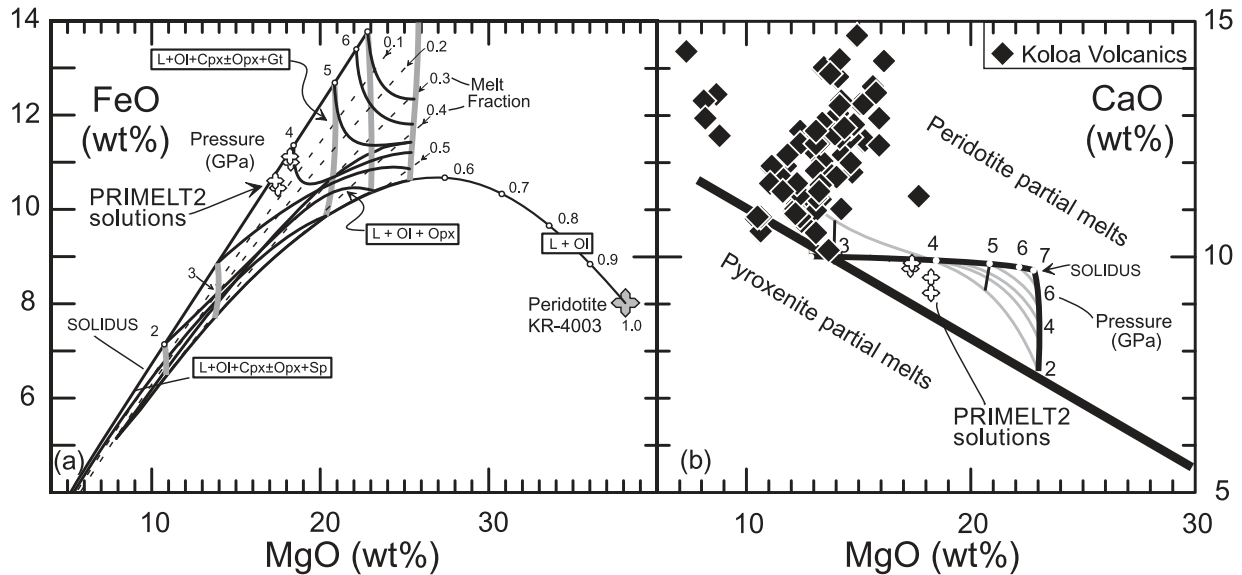 14
12
10
8
6
FeO
(wt%)
L+Ol+Cpx±Opx+Gt
6
5
4
3
2
0.1
0.2
0.3
0.4
0.5
Melt
Fraction
Pressure
(GPa)
PRIMELT2
solutions
0.6
0.7
0.8
0.9
1.0
L + Ol + Opx
L + Ol
Peridotite
KR-4003
SOLIDUS
L+Ol+Cpx±Opx+Sp
(a)
10
20
30
MgO (wt%)
15
10
5
Koloa Volcanics
CaO
(wt%)
Peridotite partial melts
3
4
5
6
7
SOLIDUS
6
4
2
Pressure
(GPa)
Pyroxenite partial melts
PRIMELT2
solutions
(b)
10
20
30
MgO (wt%)